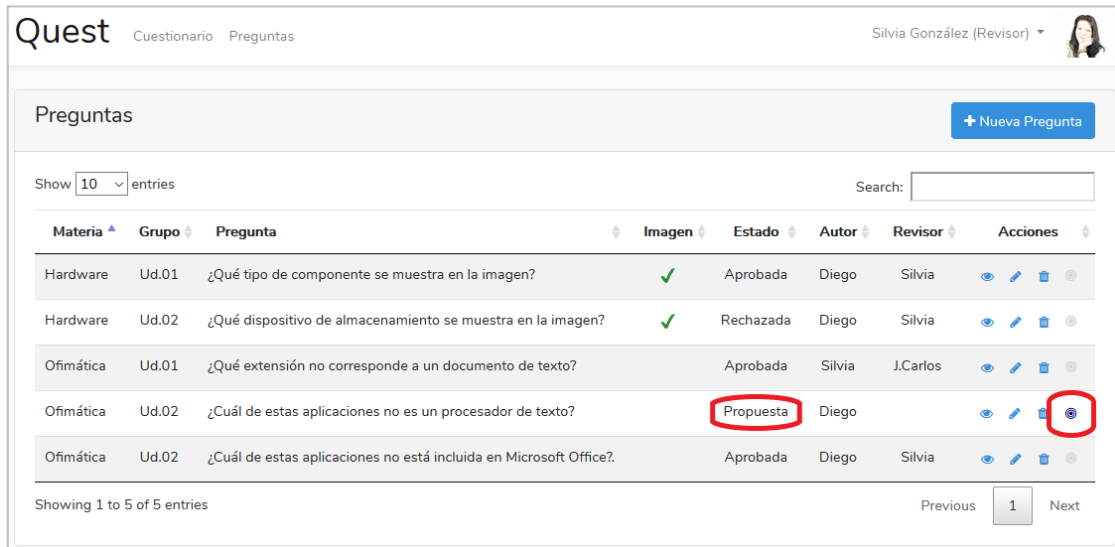 Quest Cuestionario Preguntas Silvia González (Revisor)
Preguntas + Nueva Pregunta
Show 10 entries Search:
Materia Grupo Pregunta Imagen Estado Autor Revisor Acciones
Hardware Ud.01 ¿Qué tipo de componente se muestra en la imagen? Aprobada Diego Silvia
Hardware Ud.02 ¿Qué dispositivo de almacenamiento se muestra en la imagen? Rechazada Diego Silvia
Ofimática Ud.01 ¿Qué extensión no corresponde a un documento de texto? Aprobada Silvia J.Carlos
Ofimática Ud.02 ¿Cuál de estas aplicaciones no es un procesador de texto? Propuesta Diego
Ofimática Ud.02 ¿Cuál de estas aplicaciones no está incluida en Microsoft Office?. Aprobada Diego Silvia
Showing 1 to 5 of 5 entries Previous 1 Next